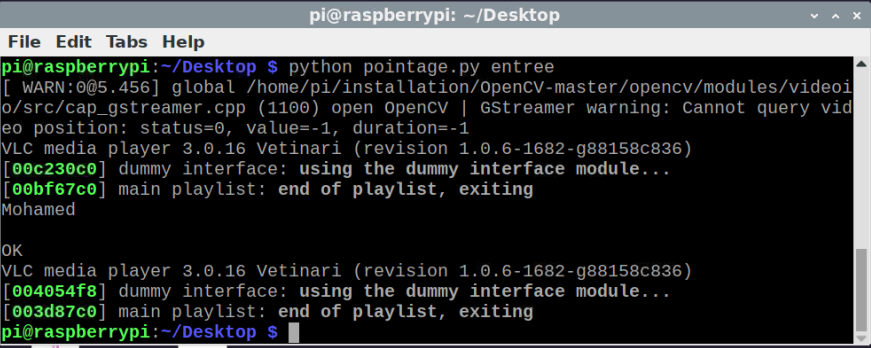 pi@raspberrypi: ~/Desktop
File Edit Tabs Help
pi@raspberrypi:~/Desktop $ python pointage.py entree
[ WARN:0@5.456] global /home/pi/installation/OpenCV-master/opencv/modules/videoi
o/src/cap_gstreamer.cpp (1100) open OpenCV | GStreamer warning: Cannot query vid
eo position: status=0, value=-1, duration=-1
VLC media player 3.0.16 Vetinari (revision 1.0.6-1682-g88158c836)
[00c230c0] dummy interface: using the dummy interface module...
[00bf67c0] main playlist: end of playlist, exiting
Mohamed
OK
VLC media player 3.0.16 Vetinari (revision 1.0.6-1682-g88158c836)
[004054f8] dummy interface: using the dummy interface module...
[003d87c0] main playlist: end of playlist, exiting
pi@raspberrypi:~/Desktop $